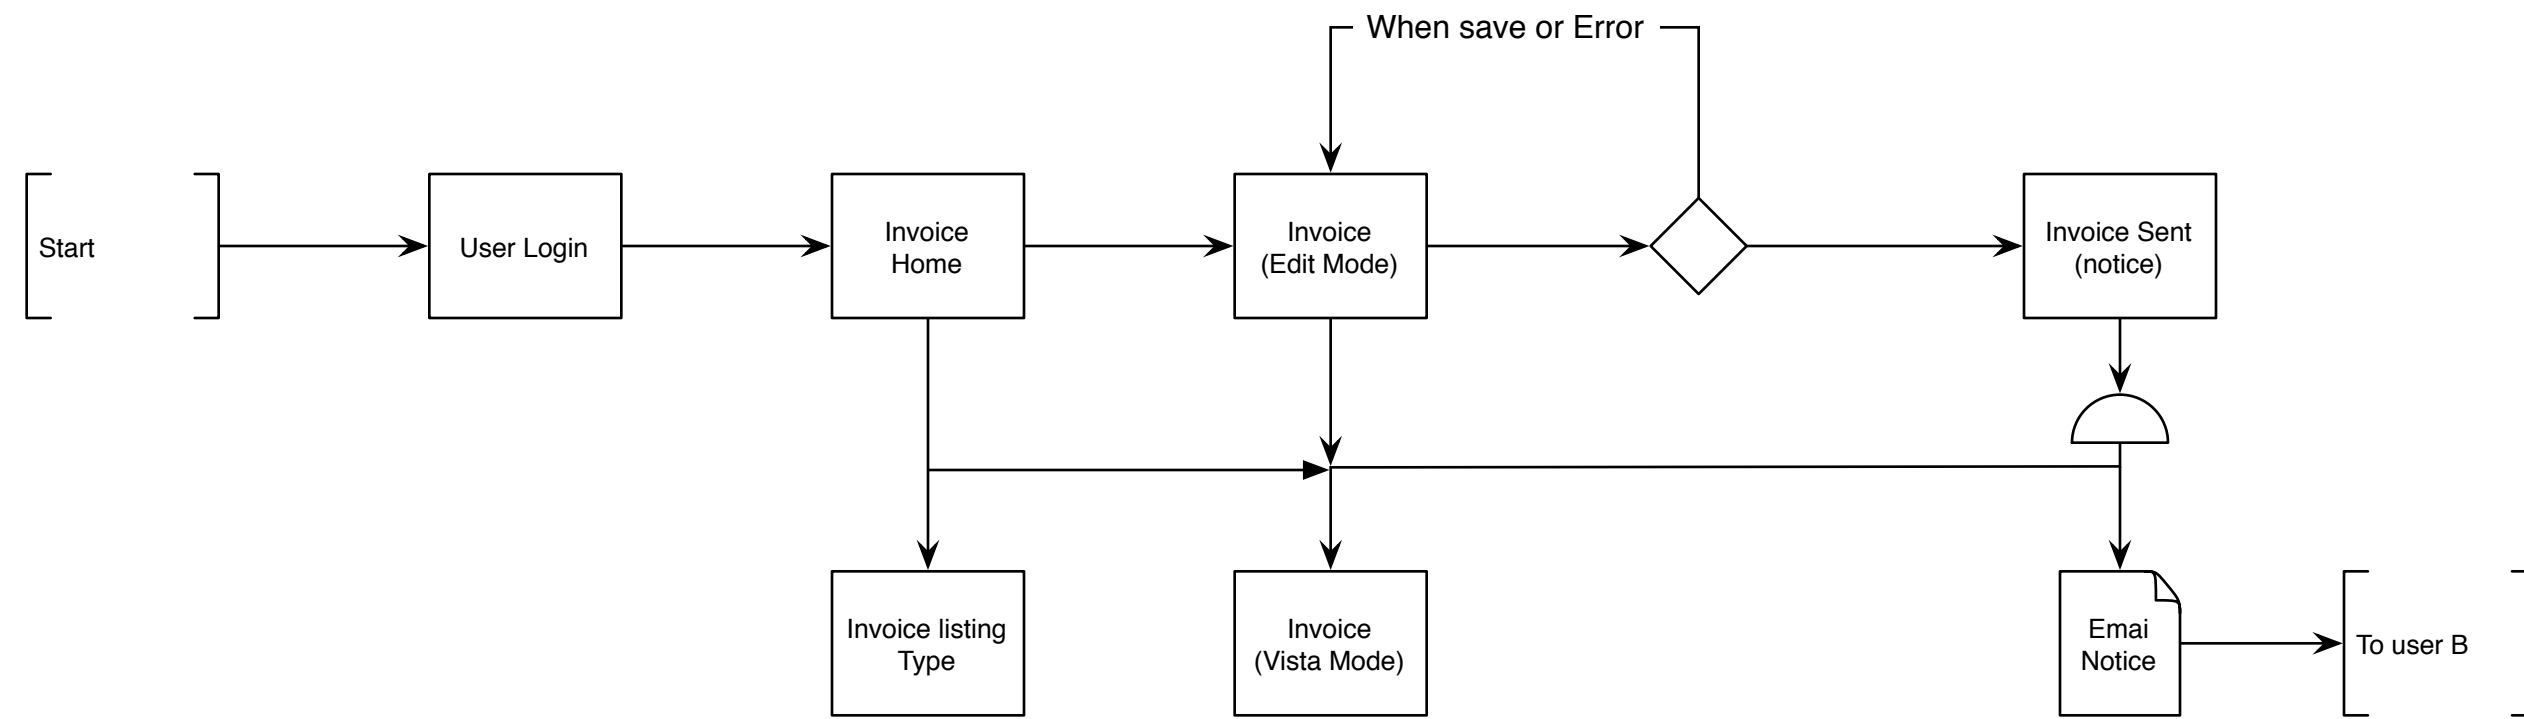 When save or Error
Start
User Login
Invoice
Home
Invoice
(Edit Mode)
Invoice Sent
(notice)
Invoice listing
Type
Invoice
(Vista Mode)
Emai
Notice
To user B